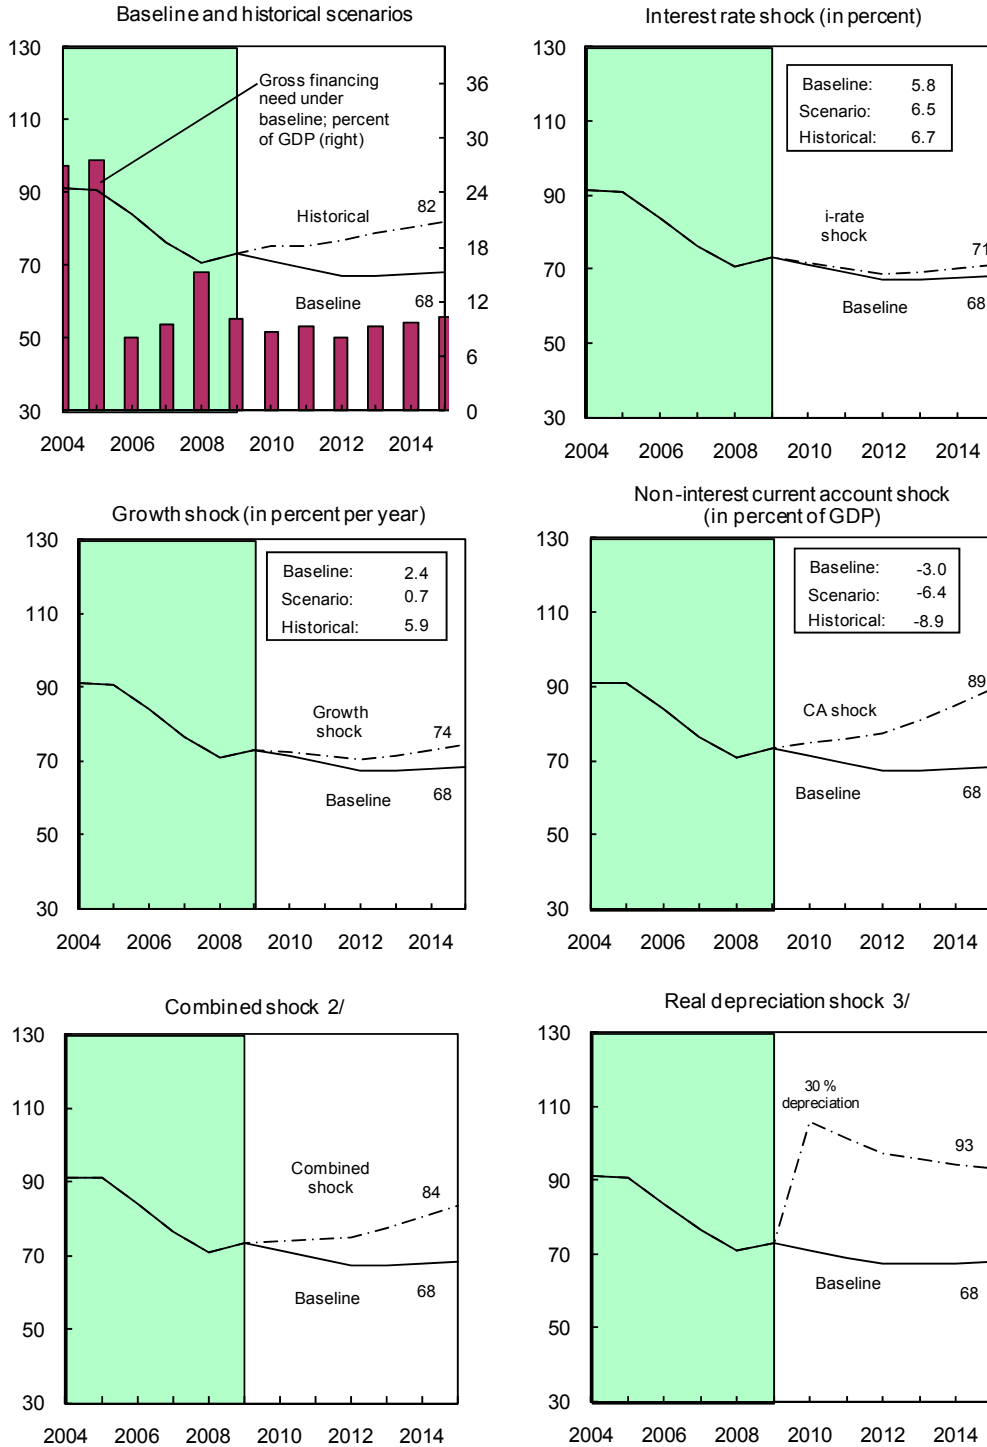 Baseline and historical scenarios
130
110
90
70
50
30
36
30
24
18
12
6
0
Gross financing
need under
baseline; percent
of GDP (right)
Historical
82
Baseline
68
2004 2006 2008 2010 2012 2014
Interest rate shock (in percent)
130
110
90
70
50
30
Baseline: 5.8
Scenario: 6.5
Historical: 6.7
i-rate
shock
71
Baseline
68
2004 2006 2008 2010 2012 2014
Growth shock (in percent per year)
130
110
90
70
50
30
Baseline: 2.4
Scenario: 0.7
Historical: 5.9
Growth
shock
74
Baseline
68
2004 2006 2008 2010 2012 2014
Non-interest current account shock
(in percent of GDP)
130
110
90
70
50
30
Baseline: -3.0
Scenario: -6.4
Historical: -8.9
CA shock
89
Baseline
68
2004 2006 2008 2010 2012 2014
Combined shock 2/
130
110
90
70
50
30
Combined
shock
84
Baseline
68
2004 2006 2008 2010 2012 2014
Real depreciation shock 3/
130
110
90
70
50
30
30 %
depreciation
93
Baseline
68
2004 2006 2008 2010 2012 2014